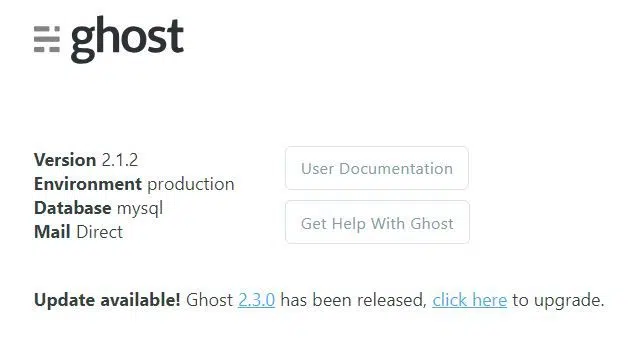 ghost
Version 2.1.2
Environment production
Database mysql
Mail Direct
User Documentation
Get Help With Ghost
Update available! Ghost 2.3.0 has been released, click here to upgrade.